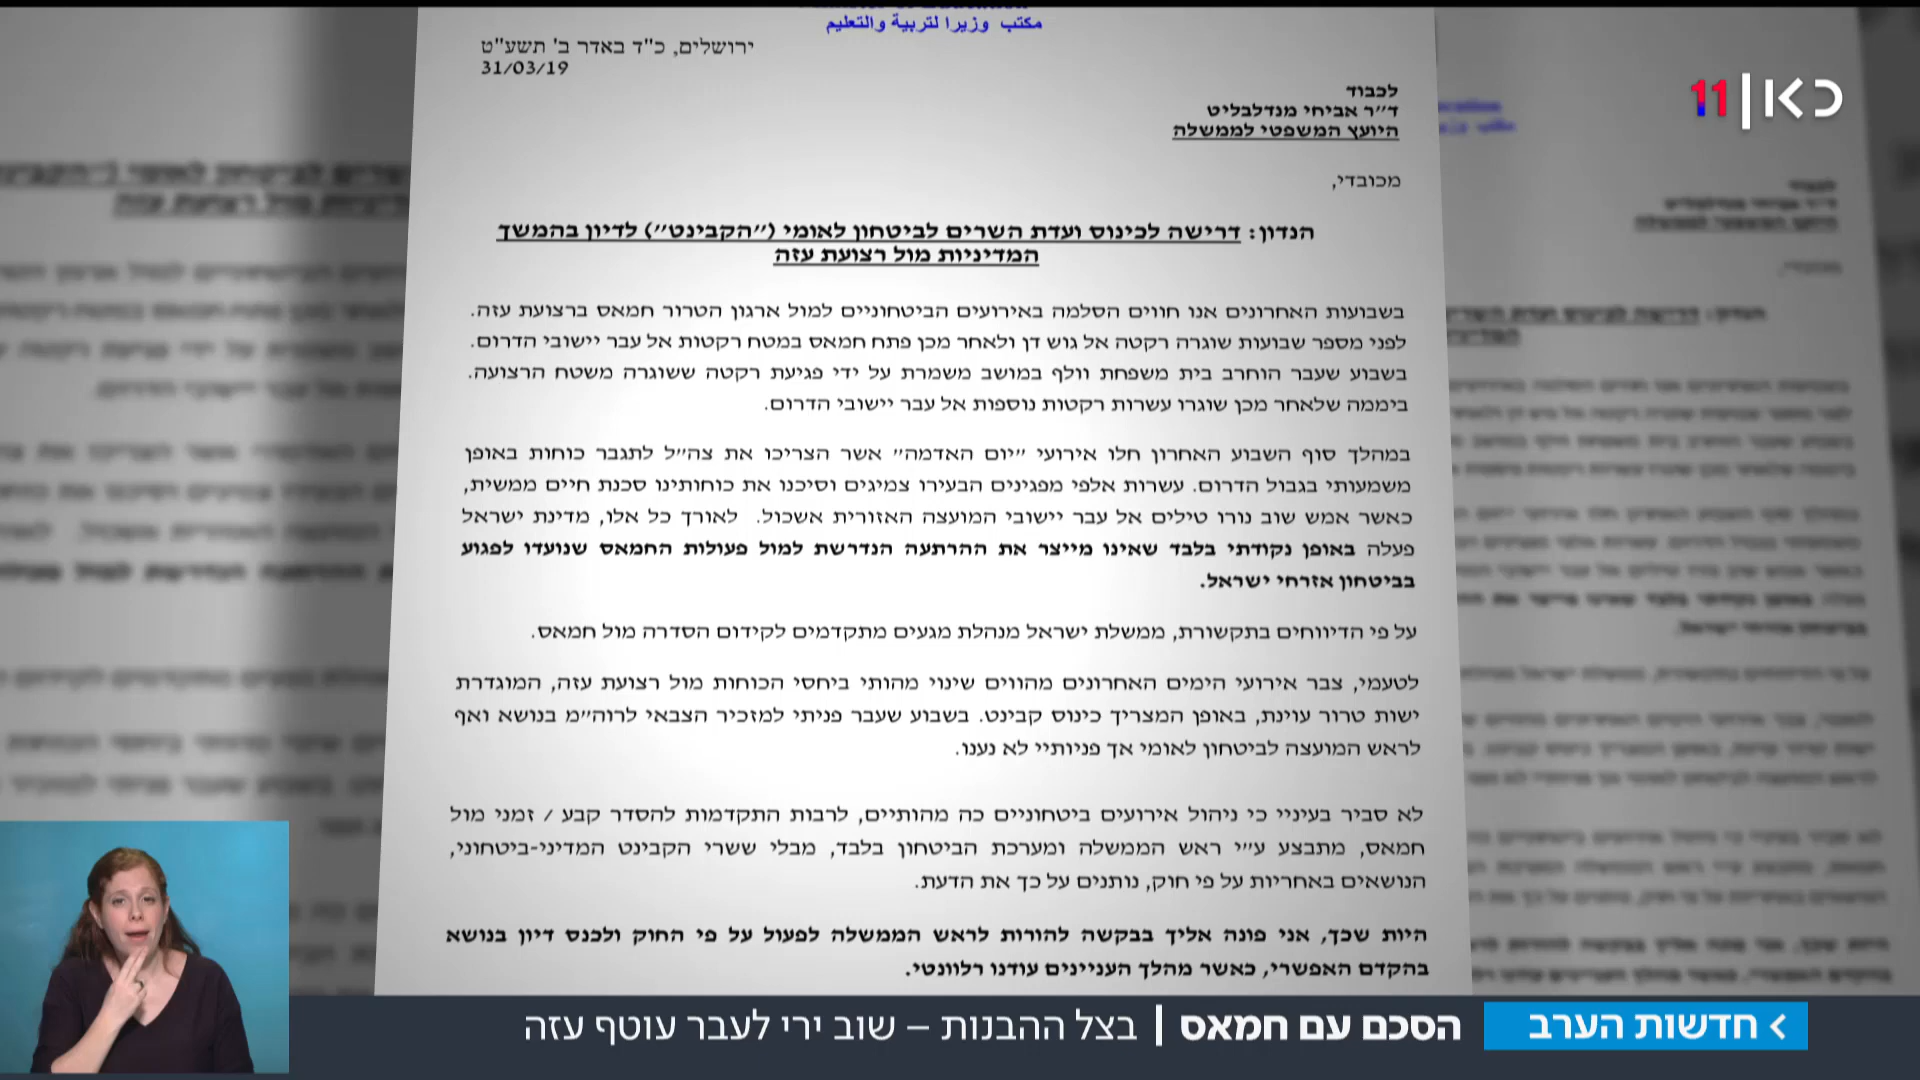 مكتب وزيرا لتربية والتعليم
ירושלים, כ"ד באדר ב' תשע"ט
31/03/19
לכבוד
ד״ר אביחי מנדלבליט
היועץ המשפטי לממשלה
מכובדי,
הנדון: דרישה לכינוס ועדת השרים לביטחון לאומי (״הקבינט״) לדיון בהמשך
המדיניות מול רצועת עזה
בשבועות האחרונים אנו חווים הסלמה באירועים הביטחוניים למול ארגון הטרור חמאס ברצועת עזה.
לפני מספר שבועות שוגרה רקטה אל גוש דן ולאחר מכן פתח חמאס במטח רקטות אל עבר יישובי הדרום.
בשבוע שעבר הוחרב בית משפחת וולף במושב משמרת על ידי פגיעת רקטה ששוגרה משטח הרצועה.
ביממה שלאחר מכן שוגרו עשרות רקטות נוספות אל עבר יישובי הדרום.
במהלך סוף השבוע האחרון חלו אירועי ״יום האדמה״ אשר הצריכו את צה״ל לתגבר כוחות באופן
משמעותי בגבול הדרום. עשרות אלפי מפגינים הבעירו צמיגים וסיכנו את כוחותינו סכנת חיים ממשית,
כאשר אמש שוב נורו טילים אל עבר יישובי המועצה האזורית אשכול. לאורך כל אלו, מדינת ישראל
פעלה באופן נקודתי בלבד שאינו מייצר את ההרתעה הנדרשת למול פעולות החמאס שנועדו לפגוע
בביטחון אזרחי ישראל.
על פי הדיווחים בתקשורת, ממשלת ישראל מנהלת מגעים מתקדמים לקידום הסדרה מול חמאס.
לטעמי, צבר אירועי הימים האחרונים מהווים שינוי מהותי ביחסי הכוחות מול רצועת עזה, המוגדרת
ישות טרור עוינת, באופן המצריך כינוס קבינט. בשבוע שעבר פניתי למזכיר הצבאי לרוה״מ בנושא ואף
לראש המועצה לביטחון לאומי אך פניותיי לא נענו.
לא סביר בעיניי כי ניהול אירועים ביטחוניים כה מהותיים, לרבות התקדמות להסדר קבע / זמני מול
חמאס, מתבצע ע״י ראש הממשלה ומערכת הביטחון בלבד, מבלי ששרי הקבינט המדיני-ביטחוני,
הנושאים באחריות על פי חוק, נותנים על כך את הדעת.
היות שכך, אני פונה אליך בבקשה להורות לראש הממשלה לפעול על פי החוק ולכנס דיון בנושא
בהקדם האפשרי, כאשר מהלך העניינים עודנו רלוונטי.
כאן|11
חדשות הערב
הסכם עם חמאס | בצל ההבנות – שוב ירי לעבר עוטף עזה